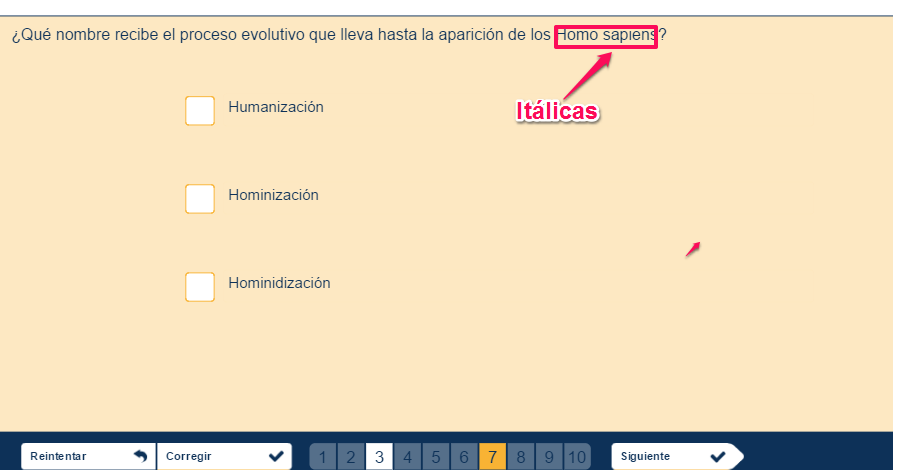 ¿Qué nombre recibe el proceso evolutivo que lleva hasta la aparición de los Homo sapiens?
Itálicas
Humanización
Hominización
Hominidización
Reintentar Corregir 1 2 3 4 5 6 7 8 9 10 Siguiente